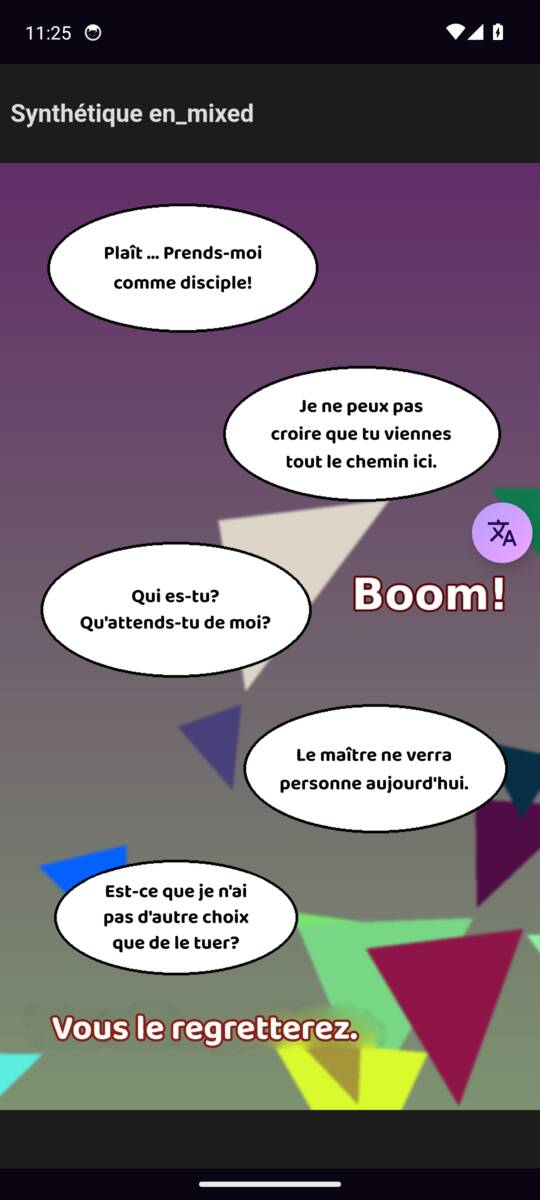 11:25
Synthétique en_mixed
Plaît ... Prends-moi
comme disciple!
Je ne peux pas
croire que tu viennes
tout le chemin ici.
Qui es-tu?
Qu'attends-tu de moi?
Boom!
Le maître ne verra
personne aujourd'hui.
Est-ce que je n'ai
pas d'autre choix
que de le tuer?
Vous le regretterez.